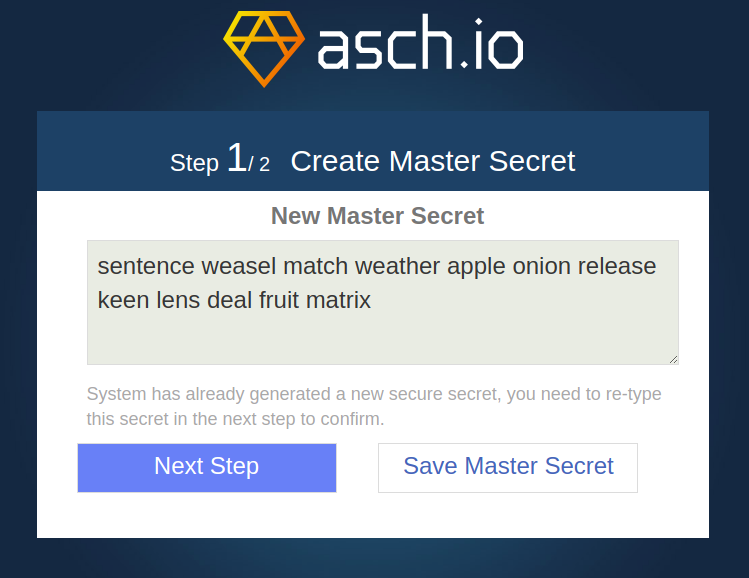 asch.io
Step 1/ 2 Create Master Secret
New Master Secret
sentence weasel match weather apple onion release
keen lens deal fruit matrix
System has already generated a new secure secret, you need to re-type
this secret in the next step to confirm.
Next Step Save Master Secret